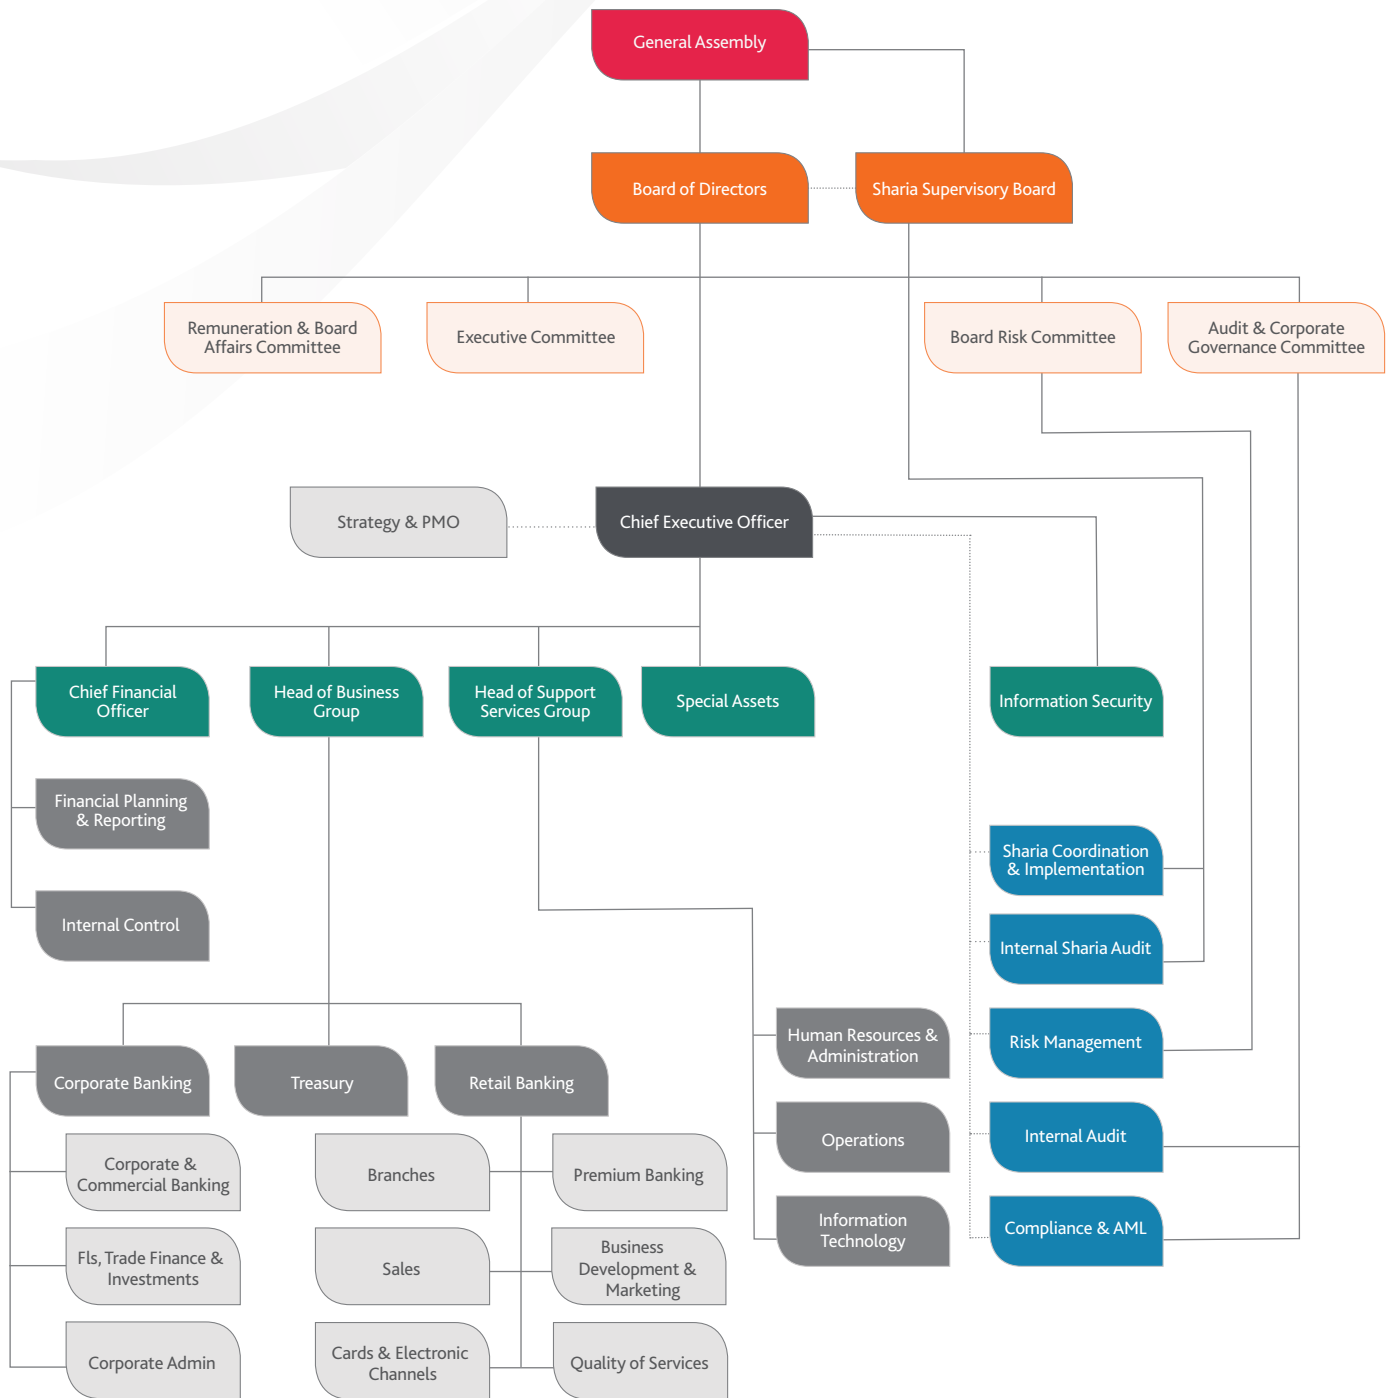 General Assembly
Board of Directors
Sharia Supervisory Board
Remuneration & Board
Affairs Committee
Executive Committee
Board Risk Committee
Audit & Corporate
Governance Committee
Strategy & PMO
Chief Executive Officer
Chief Financial
Officer
Head of Business
Group
Head of Support
Services Group
Special Assets
Information Security
Financial Planning
& Reporting
Internal Control
Sharia Coordination
& Implementation
Internal Sharia Audit
Human Resources &
Administration
Risk Management
Corporate Banking
Treasury
Retail Banking
Operations
Internal Audit
Corporate &
Commercial Banking
Branches
Premium Banking
Information
Technology
Compliance & AML
FIs, Trade Finance &
Investments
Sales
Business
Development &
Marketing
Corporate Admin
Cards & Electronic
Channels
Quality of Services